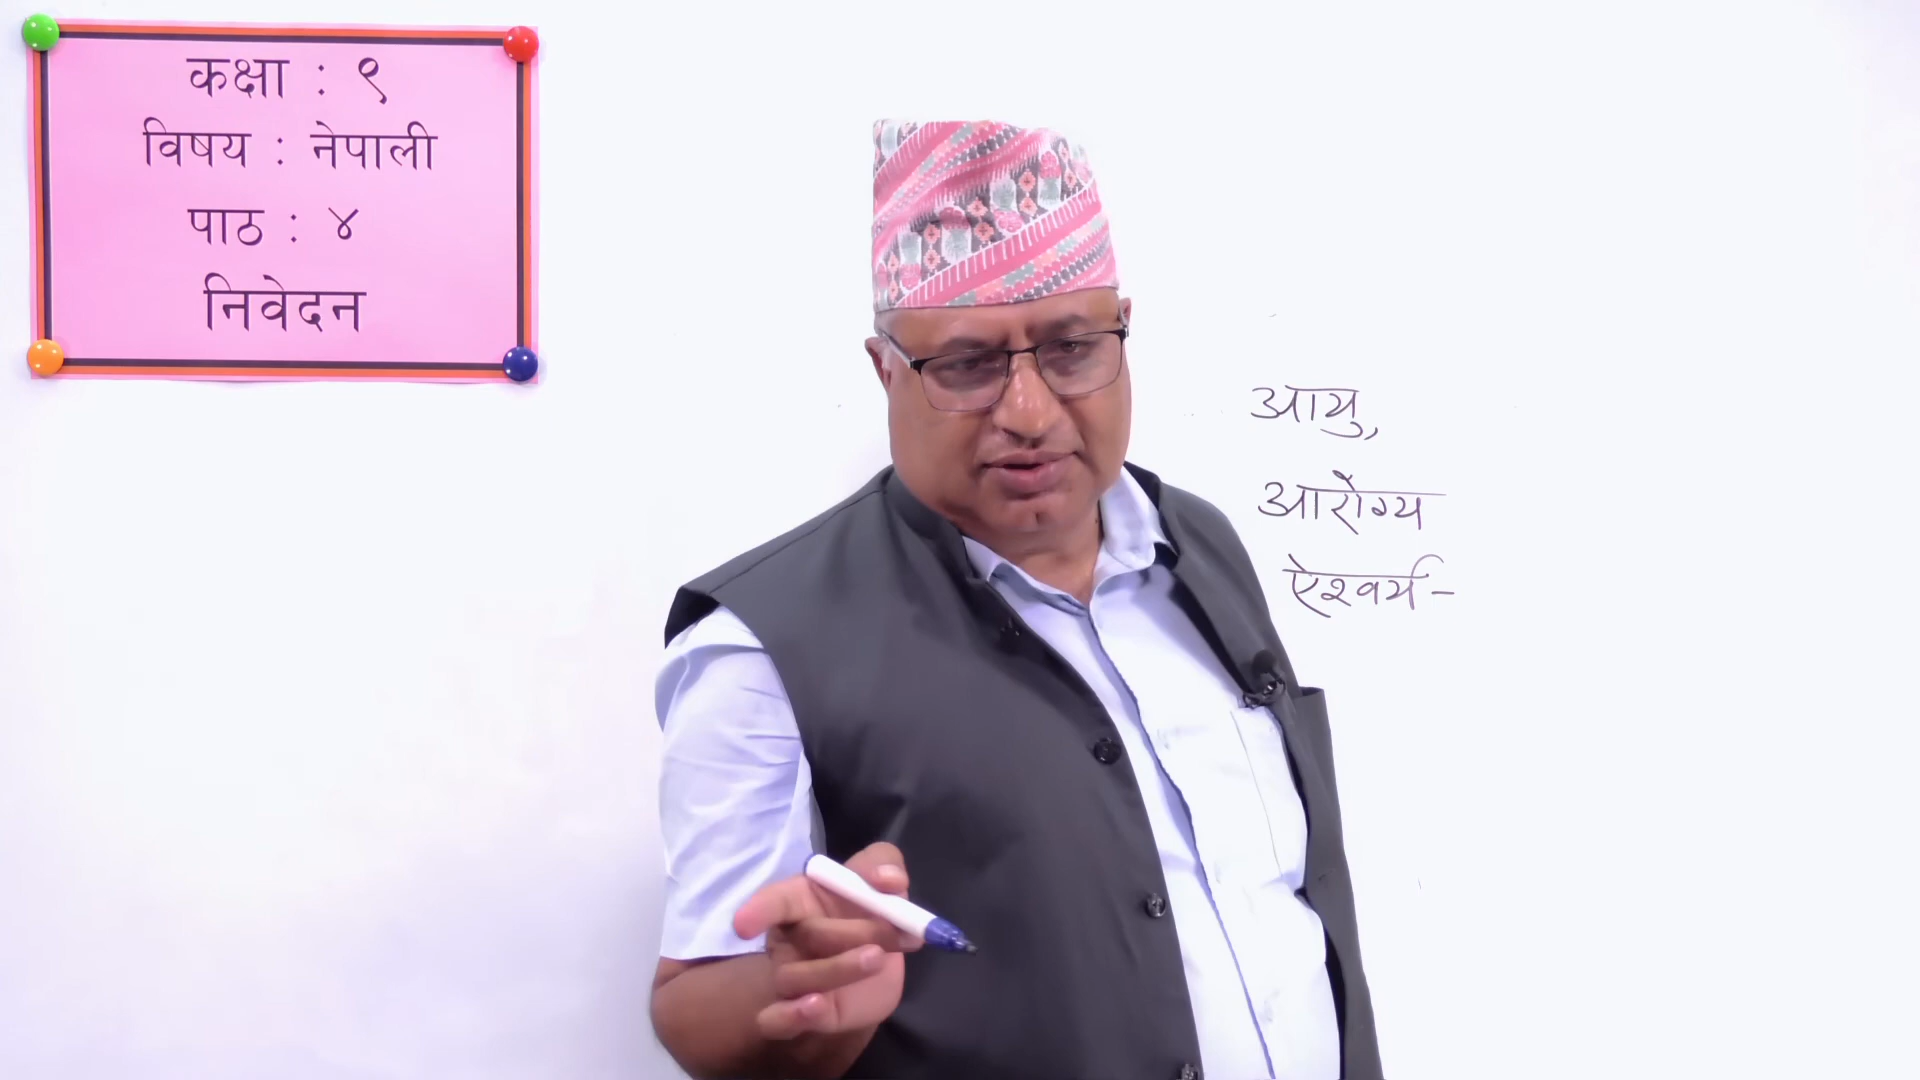 कक्षा : ९
विषय : नेपाली
पाठ : ४
निवेदन
आयु,
आरोग्य
ऐश्वर्य-